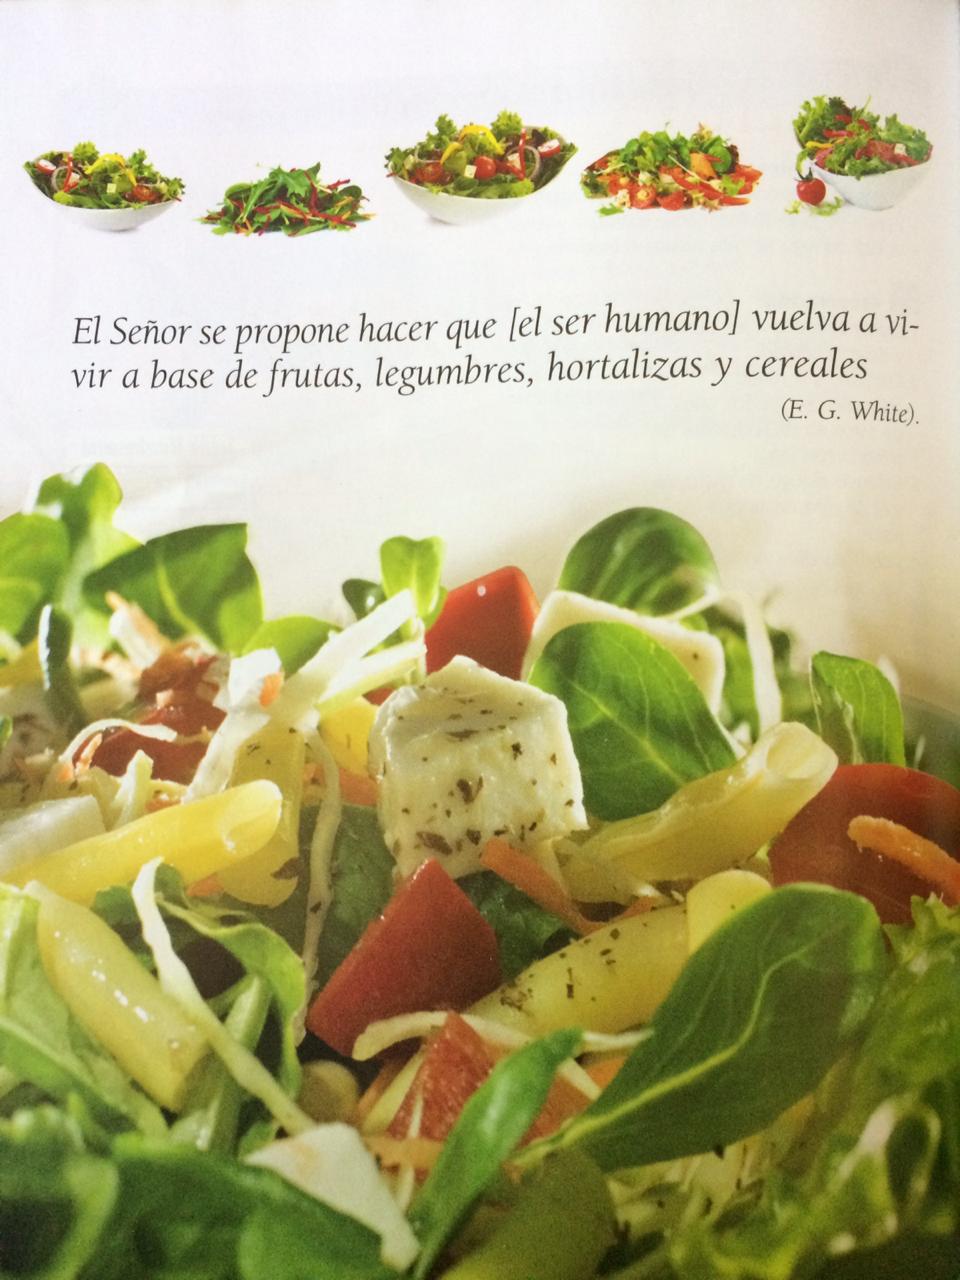 El Señor se propone hacer que [el ser humano] vuelva a vi-
vir a base de frutas, legumbres, hortalizas y cereales
(E. G. White).